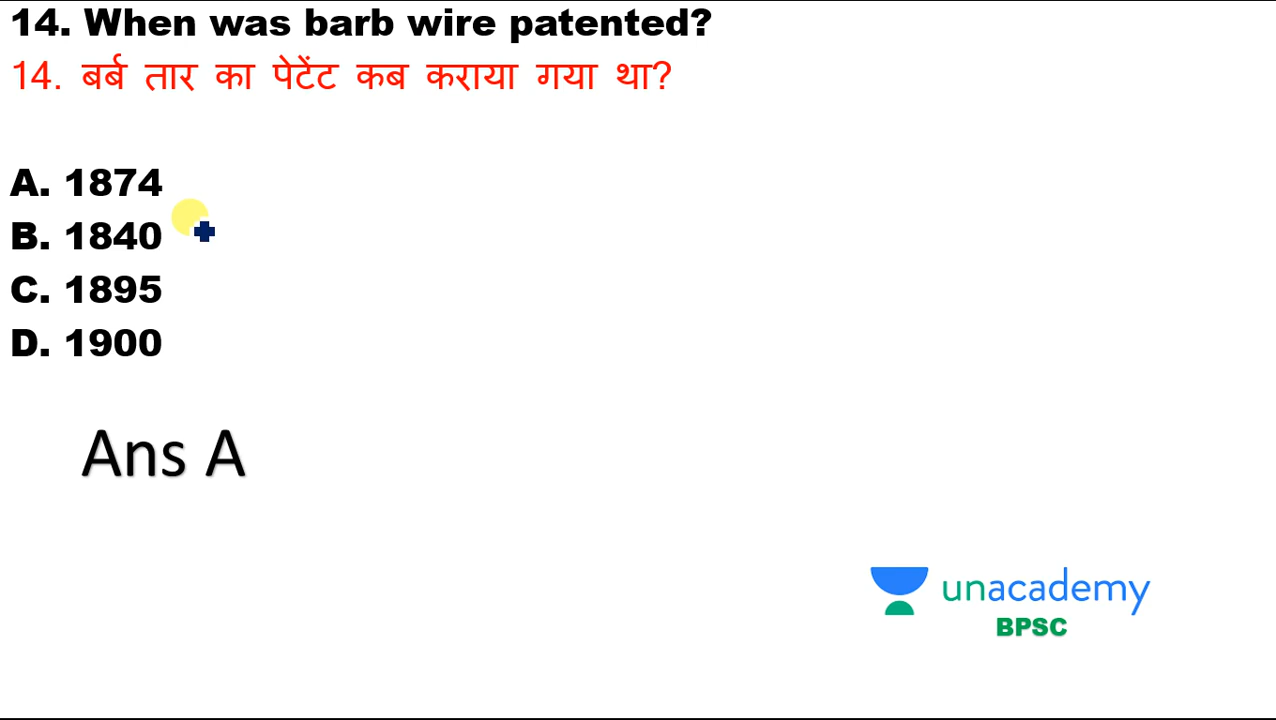 14. When was barb wire patented?
14. बर्ब तार का पेटेंट कब कराया गया था?
A. 1874
B. 1840
C. 1895
D. 1900
Ans A
unacademy
BPSC